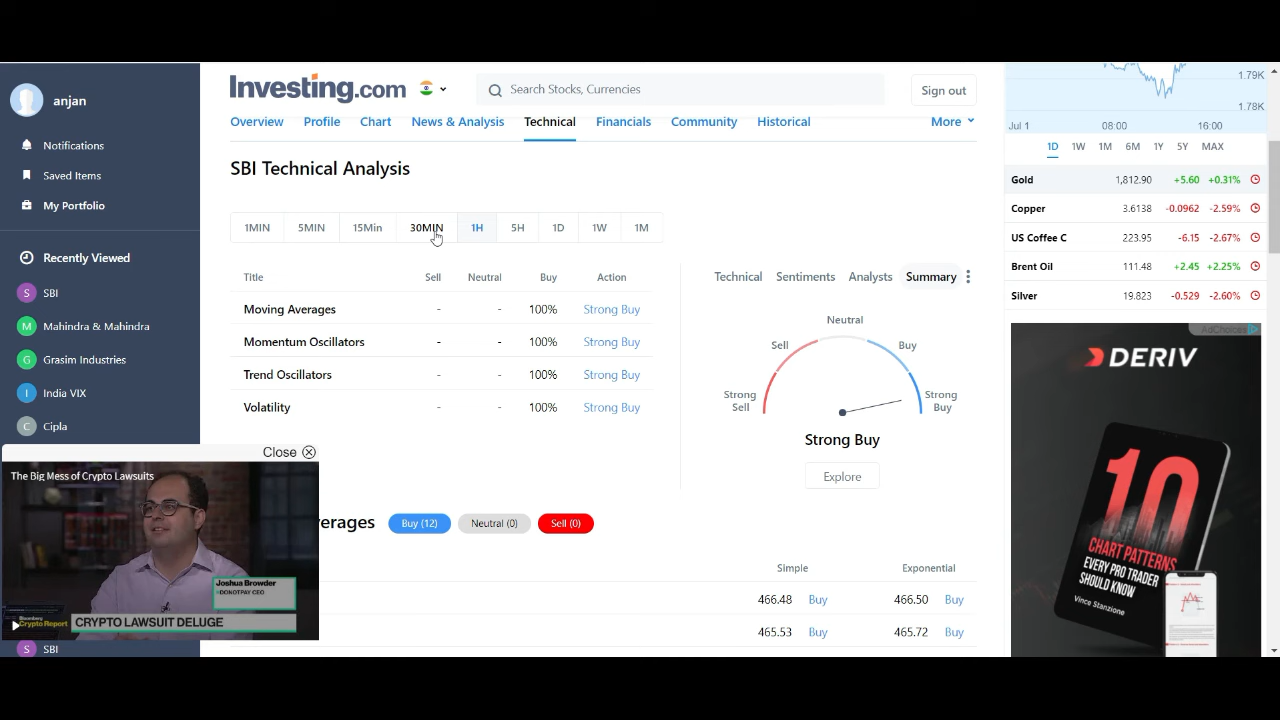 anjan
Notifications
Saved Items
My Portfolio
Recently Viewed
S SBI
M Mahindra & Mahindra
G Grasim Industries
I India VIX
C Cipla
SBI
Investing.com
Search Stocks, Currencies
Sign out
Overview Profile Chart News & Analysis Technical Financials Community Historical More
SBI Technical Analysis
1MIN 5MIN 15Min 30MIN 1H 5H 1D 1W 1M
Title Sell Neutral Buy Action
Moving Averages - - 100% Strong Buy
Momentum Oscillators - - 100% Strong Buy
Trend Oscillators - - 100% Strong Buy
Volatility - - 100% Strong Buy
Technical Sentiments Analysts Summary
Neutral
Sell Buy
Strong Sell
Strong Buy
Strong Buy
Explore
verages Buy (12) Neutral (0) Sell (0)
Simple Exponential
466.48 Buy 466.50 Buy
465.53 Buy 465.72 Buy
Close
The Big Mess of Crypto Lawsuits
Joshua Browder
DONOTPAY CEO
Bloomberg
Crypto Report
CRYPTO LAWSUIT DELUGE
1.79K
1.78K
Jul 1 08:00 16:00
1D 1W 1M 6M 1Y 5Y MAX
Gold 1,812.90 +5.60 +0.31%
Copper 3.6138 -0.0962 -2.59%
US Coffee C 223.95 -6.15 -2.67%
Brent Oil 111.48 +2.45 +2.25%
Silver 19.823 -0.529 -2.60%
AdChoices
DERIV
10
CHART PATTERNS
EVERY PRO TRADER
SHOULD KNOW
Vince Stanzione